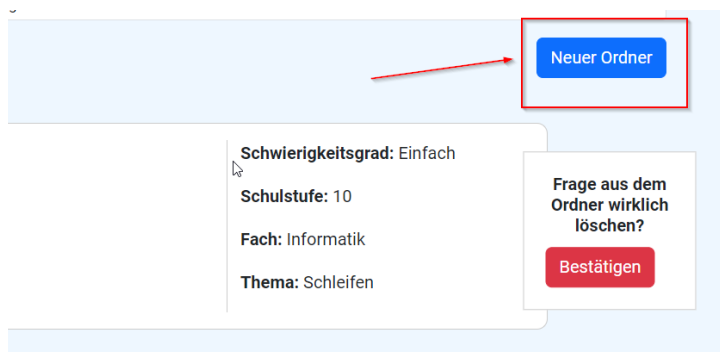 Neuer Ordner
Schwierigkeitsgrad: Einfach
Schulstufe: 10
Fach: Informatik
Thema: Schleifen
Frage aus dem
Ordner wirklich
löschen?
Bestätigen